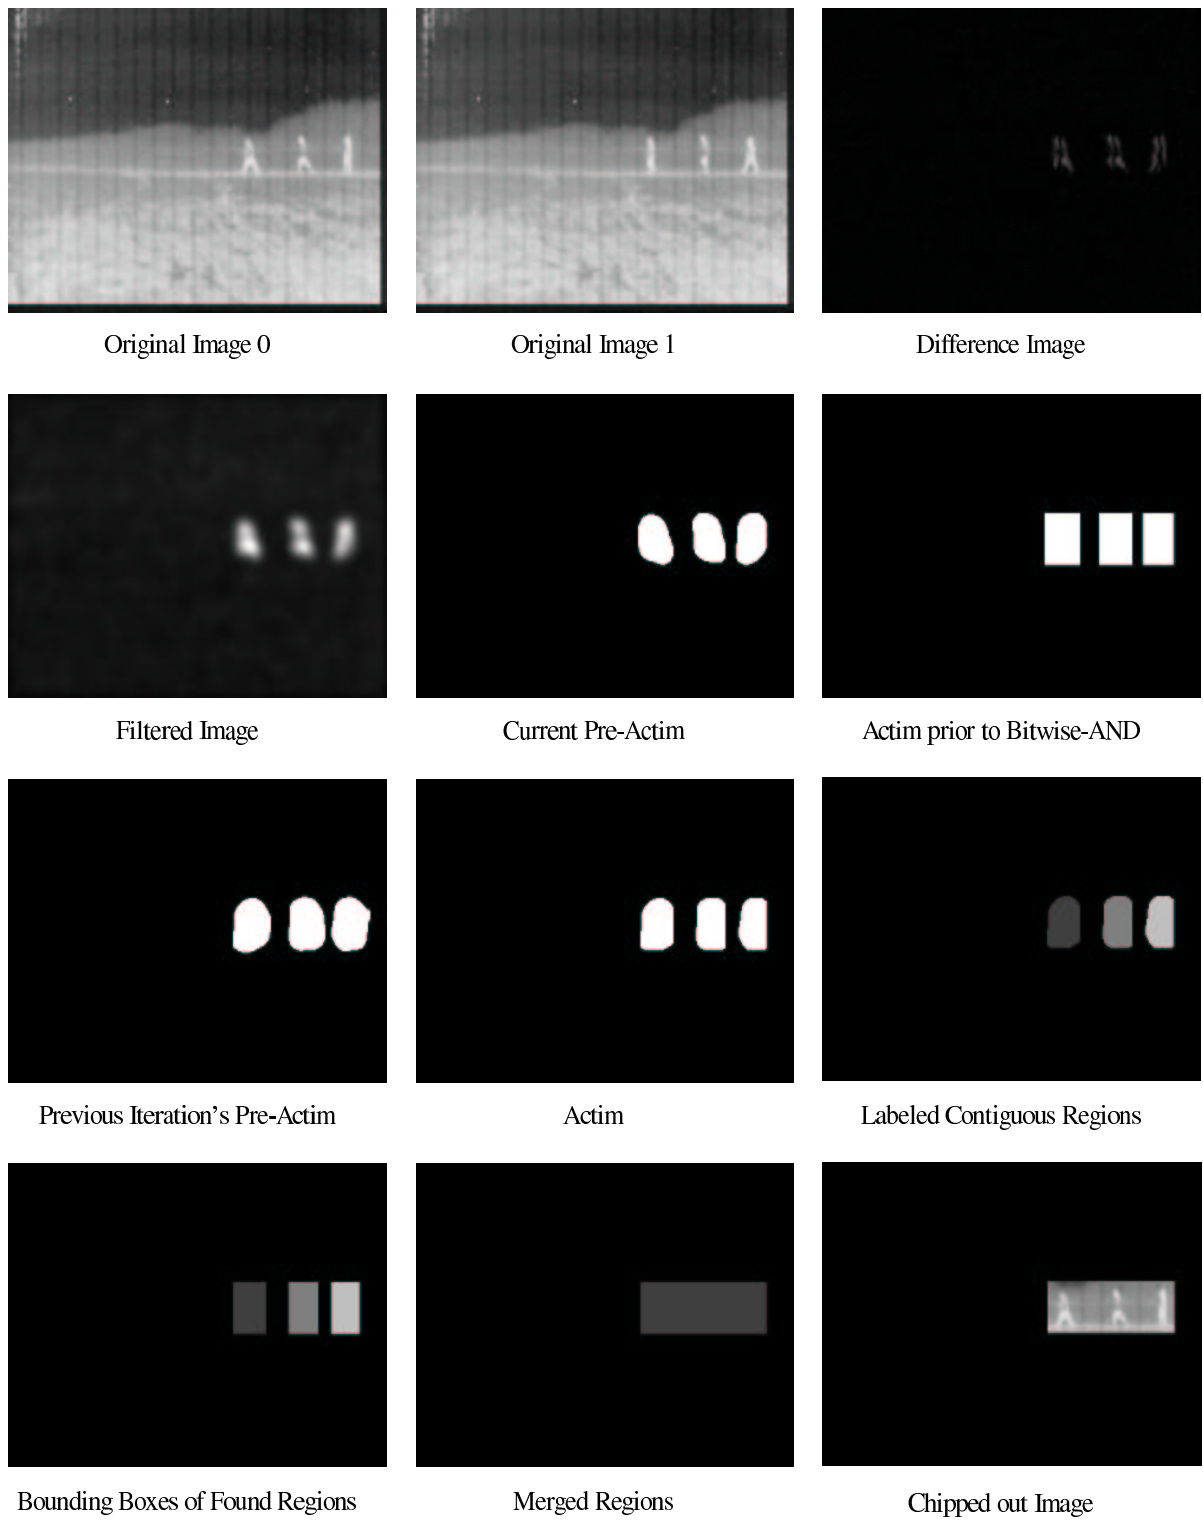 Original Image 0
Original Image 1
Difference Image
Filtered Image
Current Pre-Actim
Actim prior to Bitwise-AND
Previous Iteration's Pre-Actim
Actim
Labeled Contiguous Regions
Bounding Boxes of Found Regions
Merged Regions
Chipped out Image